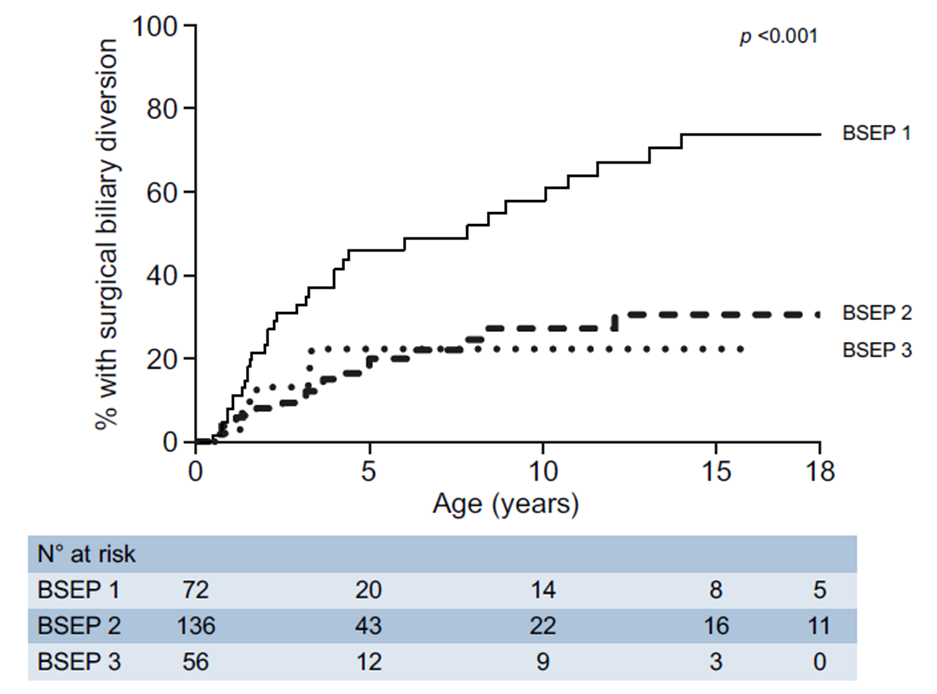 100
p <0.001
80
BSEP 1
60
% with surgical biliary diversion
40
BSEP 2
BSEP 3
20
0
0 5 10 15 18
Age (years)
N° at risk
BSEP 1 72 20 14 8 5
BSEP 2 136 43 22 16 11
BSEP 3 56 12 9 3 0